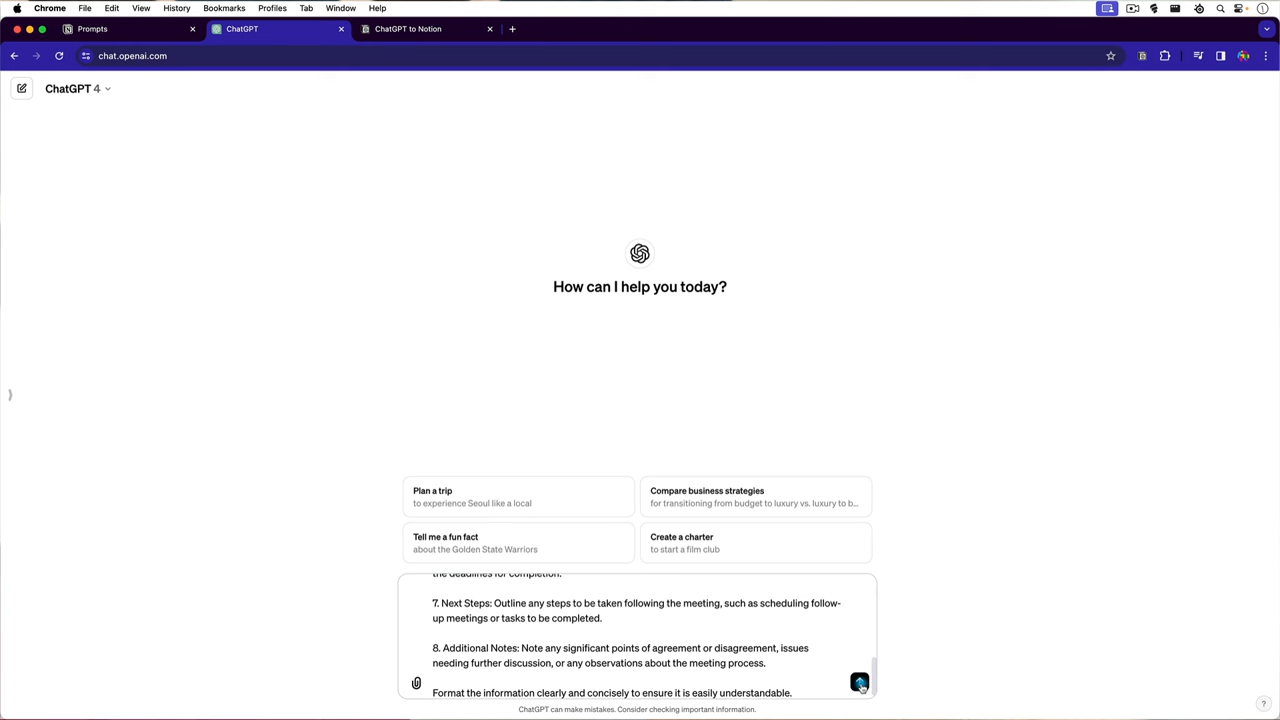 Chrome File Edit View History Bookmarks Profiles Tab Window Help
Prompts ChatGPT ChatGPT to Notion
chat.openai.com
ChatGPT 4
How can I help you today?
Plan a trip
to experience Seoul like a local
Compare business strategies
for transitioning from budget to luxury vs. luxury to b...
Tell me a fun fact
about the Golden State Warriors
Create a charter
to start a film club
the deadlines for completion.
7. Next Steps: Outline any steps to be taken following the meeting, such as scheduling follow-
up meetings or tasks to be completed.
8. Additional Notes: Note any significant points of agreement or disagreement, issues
needing further discussion, or any observations about the meeting process.
Format the information clearly and concisely to ensure it is easily understandable.
ChatGPT can make mistakes. Consider checking important information.
?